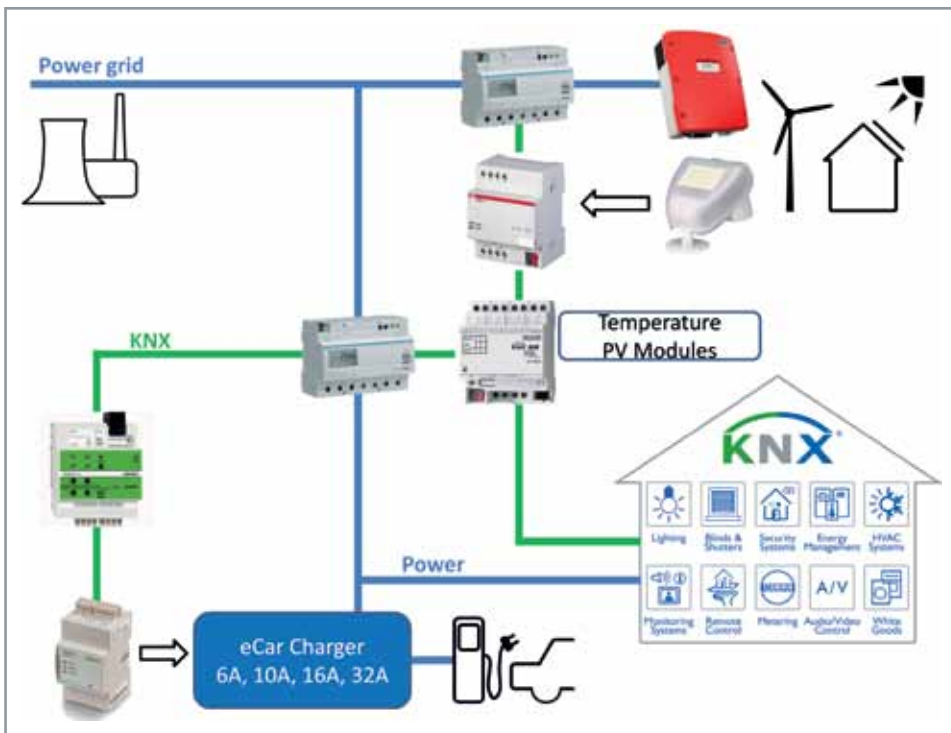 Power grid
Temperature
PV Modules
KNX
KNX®
Lighting
Blinds &
Shutters
Security
Systems
Energy
Management
HVAC
Systems
Power
Monitoring
Systems
Remote
Control
Metering
A/V
Audio/Video
Control
White
Goods
eCar Charger
6A, 10A, 16A, 32A